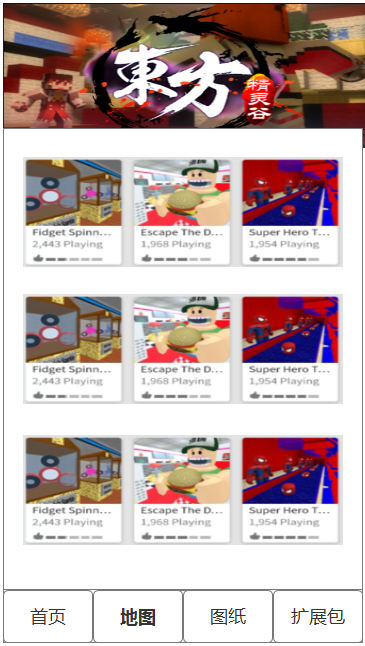 東方
精灵谷
Fidget Spinn... Escape The D... Super Hero T...
2,443 Playing 1,968 Playing 1,954 Playing
Fidget Spinn... Escape The D... Super Hero T...
2,443 Playing 1,968 Playing 1,954 Playing
Fidget Spinn... Escape The D... Super Hero T...
2,443 Playing 1,968 Playing 1,954 Playing
首页 地图 图纸 扩展包